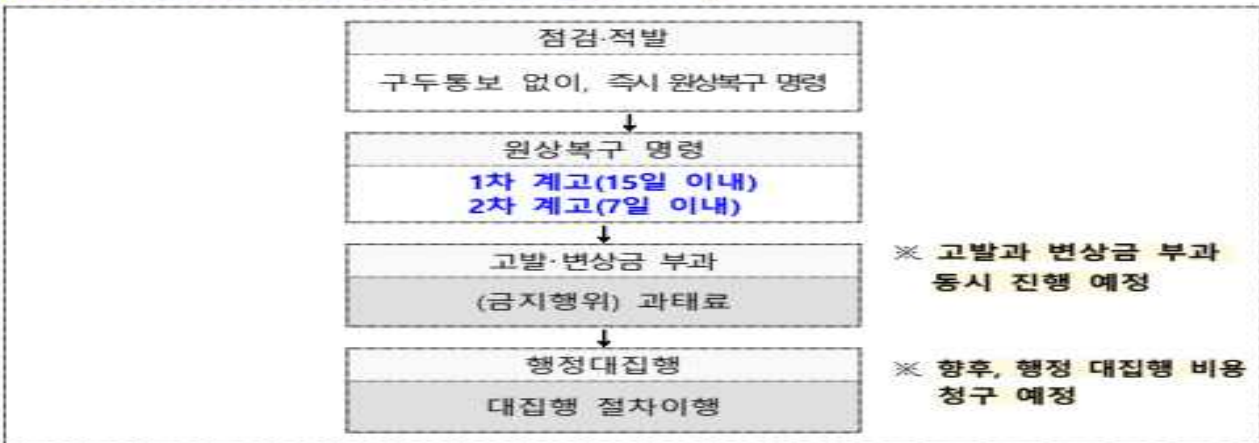 점검·적발
구두통보 없이, 즉시 원상복구 명령
↓
원상복구 명령
1차 계고(15일 이내)
2차 계고(7일 이내)
↓
고발·변상금 부과
(금지행위) 과태료
※ 고발과 변상금 부과
동시 진행 예정
↓
행정대집행
대집행 절차이행
※ 향후, 행정 대집행 비용
청구 예정